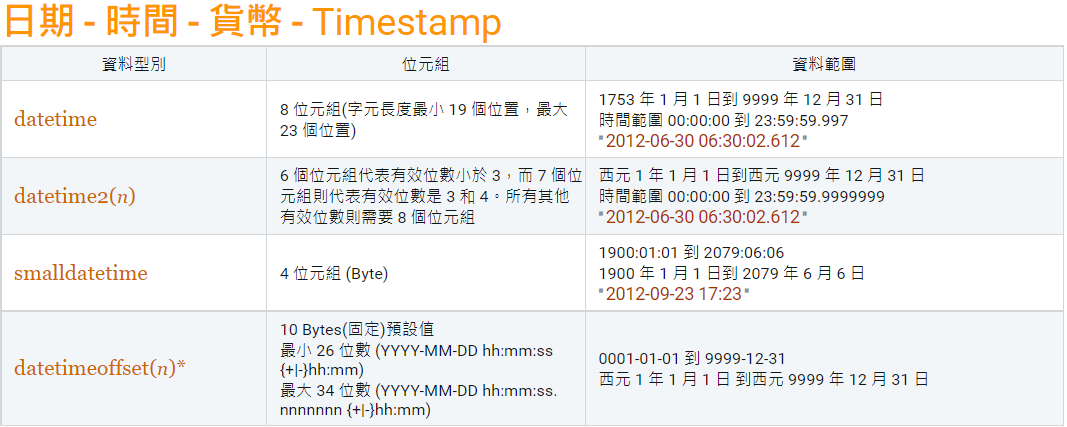 日期 - 時間 - 貨幣 - Timestamp
資料型別 位元組 資料範圍
datetime
8 位元組(字元長度最小 19 個位置，最大
23 個位置)
1753 年 1 月 1 日到 9999 年 12 月 31 日
時間範圍 00:00:00 到 23:59:59.997
"2012-06-30 06:30:02.612"
datetime2(n)
6 個位元組代表有效位數小於 3，而 7 個位
元組則代表有效位數是 3 和 4。所有其他
有效位數則需要 8 個位元組
西元 1 年 1 月 1 日到西元 9999 年 12 月 31 日
時間範圍 00:00:00 到 23:59:59.9999999
"2012-06-30 06:30:02.612"
smalldatetime
4 位元組 (Byte)
1900:01:01 到 2079:06:06
1900 年 1 月 1 日到 2079 年 6 月 6 日
"2012-09-23 17:23"
datetimeoffset(n)*
10 Bytes(固定)預設值
最小 26 位數 (YYYY-MM-DD hh:mm:ss
{+|-}hh:mm)
最大 34 位數 (YYYY-MM-DD hh:mm:ss.
nnnnnnn {+|-}hh:mm)
0001-01-01 到 9999-12-31
西元 1 年 1 月 1 日 到西元 9999 年 12 月 31 日